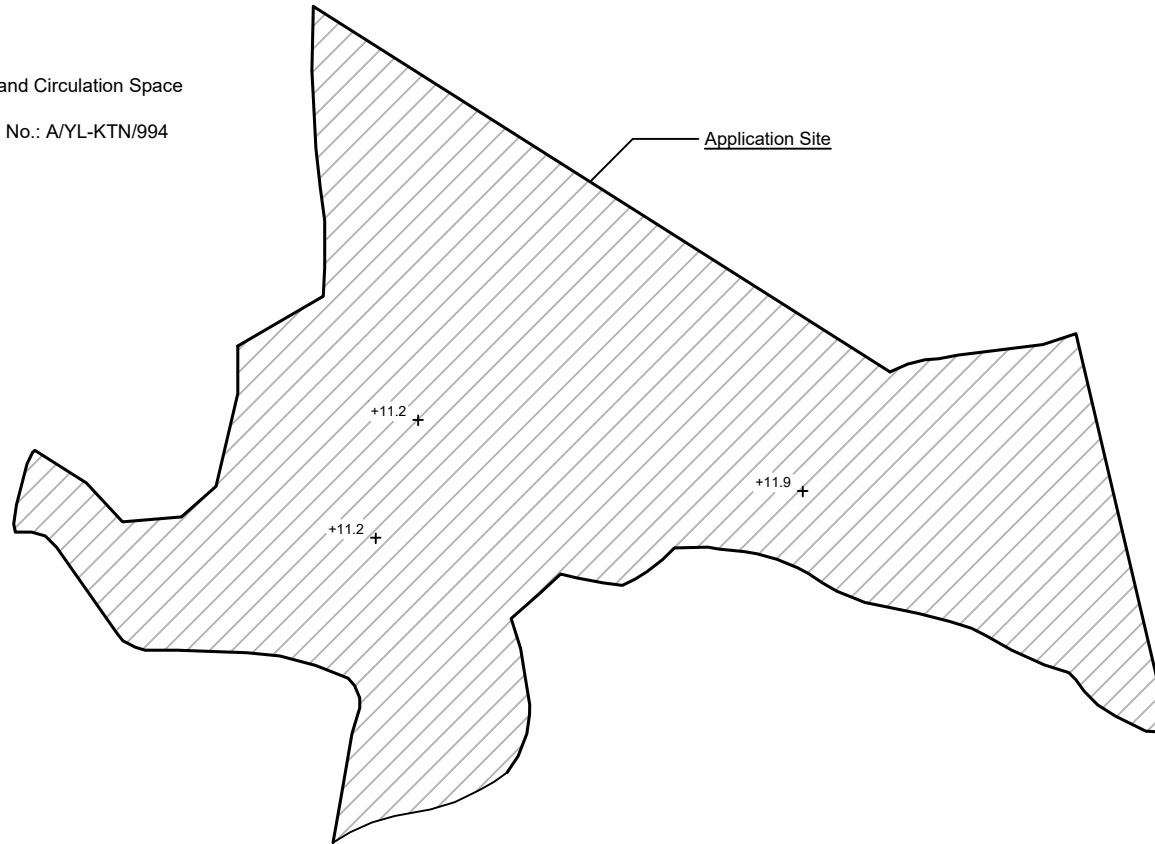 and Circulation Space
No.: A/YL-KTN/994
Application Site
+11.2
+11.9
+11.2